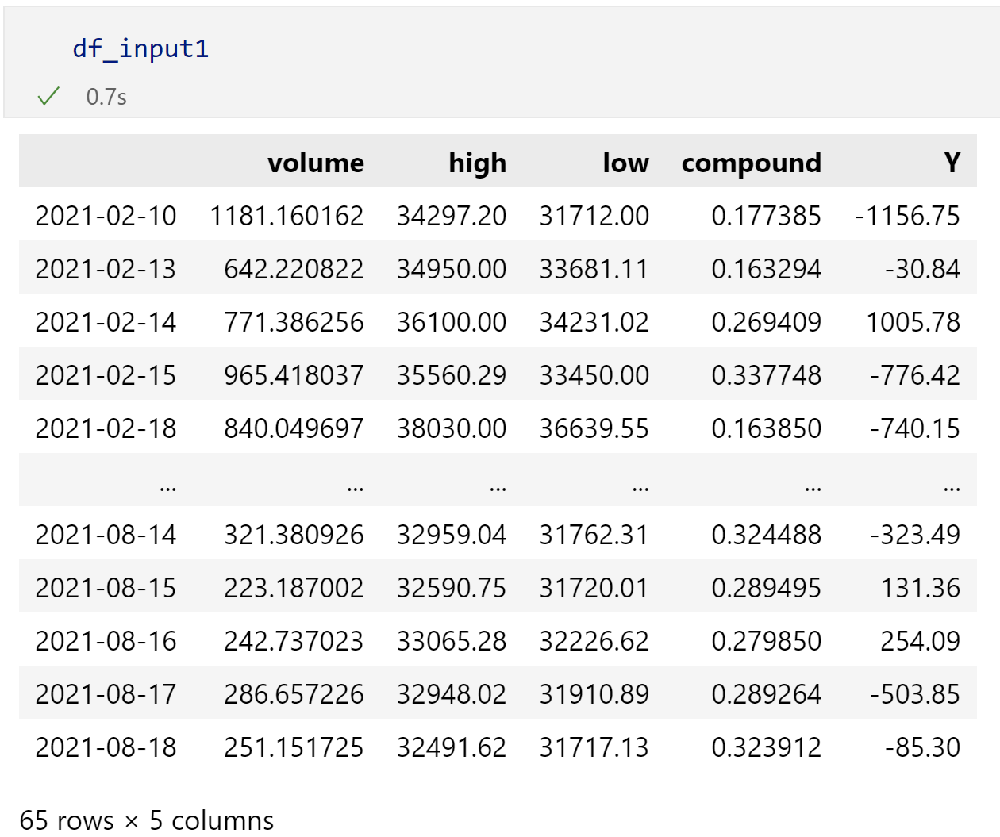 df_input1
0.7s
volume high low compound Y
2021-02-10 1181.160162 34297.20 31712.00 0.177385 -1156.75
2021-02-13 642.220822 34950.00 33681.11 0.163294 -30.84
2021-02-14 771.386256 36100.00 34231.02 0.269409 1005.78
2021-02-15 965.418037 35560.29 33450.00 0.337748 -776.42
2021-02-18 840.049697 38030.00 36639.55 0.163850 -740.15
... ... ... ... ... ...
2021-08-14 321.380926 32959.04 31762.31 0.324488 -323.49
2021-08-15 223.187002 32590.75 31720.01 0.289495 131.36
2021-08-16 242.737023 33065.28 32226.62 0.279850 254.09
2021-08-17 286.657226 32948.02 31910.89 0.289264 -503.85
2021-08-18 251.151725 32491.62 31717.13 0.323912 -85.30
65 rows × 5 columns